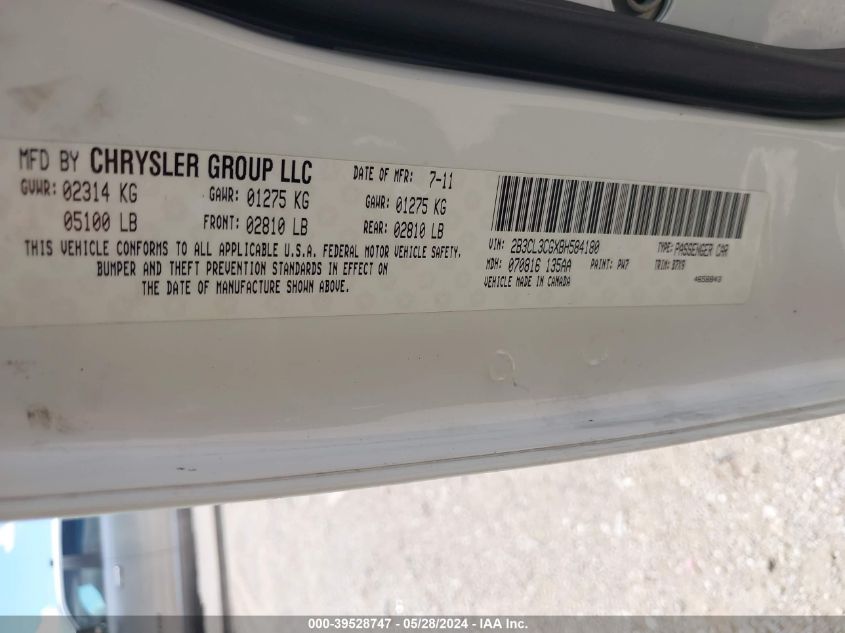 MFD BY CHRYSLER GROUP LLC DATE OF MFR: 7-11
GVWR: 02314 KG GAWR: 01275 KG GAWR: 01275 KG
05100 LB FRONT: 02810 LB REAR: 02810 LB
THIS VEHICLE CONFORMS TO ALL APPLICABLE U.S.A. FEDERAL MOTOR VEHICLE SAFETY,
BUMPER AND THEFT PREVENTION STANDARDS IN EFFECT ON
THE DATE OF MANUFACTURE SHOWN ABOVE.
VIN: 2B3CL3CGXBH584180 TYPE: PASSENGER CAR
MDH: 070816 135AA PAINT: PW7 TRIM: D7X9
VEHICLE MADE IN CANADA 4658843
000-39528747 - 05/28/2024 - IAA Inc.